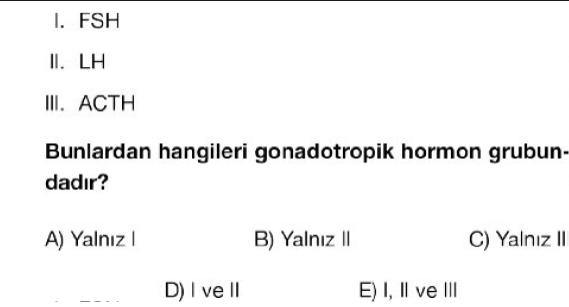 I. FSH
II. LH
III. ACTH
Bunlardan hangileri gonadotropik hormon grubun-
dadır?
A) Yalnız I B) Yalnız II C) Yalnız III
D) I ve II E) I, II ve III